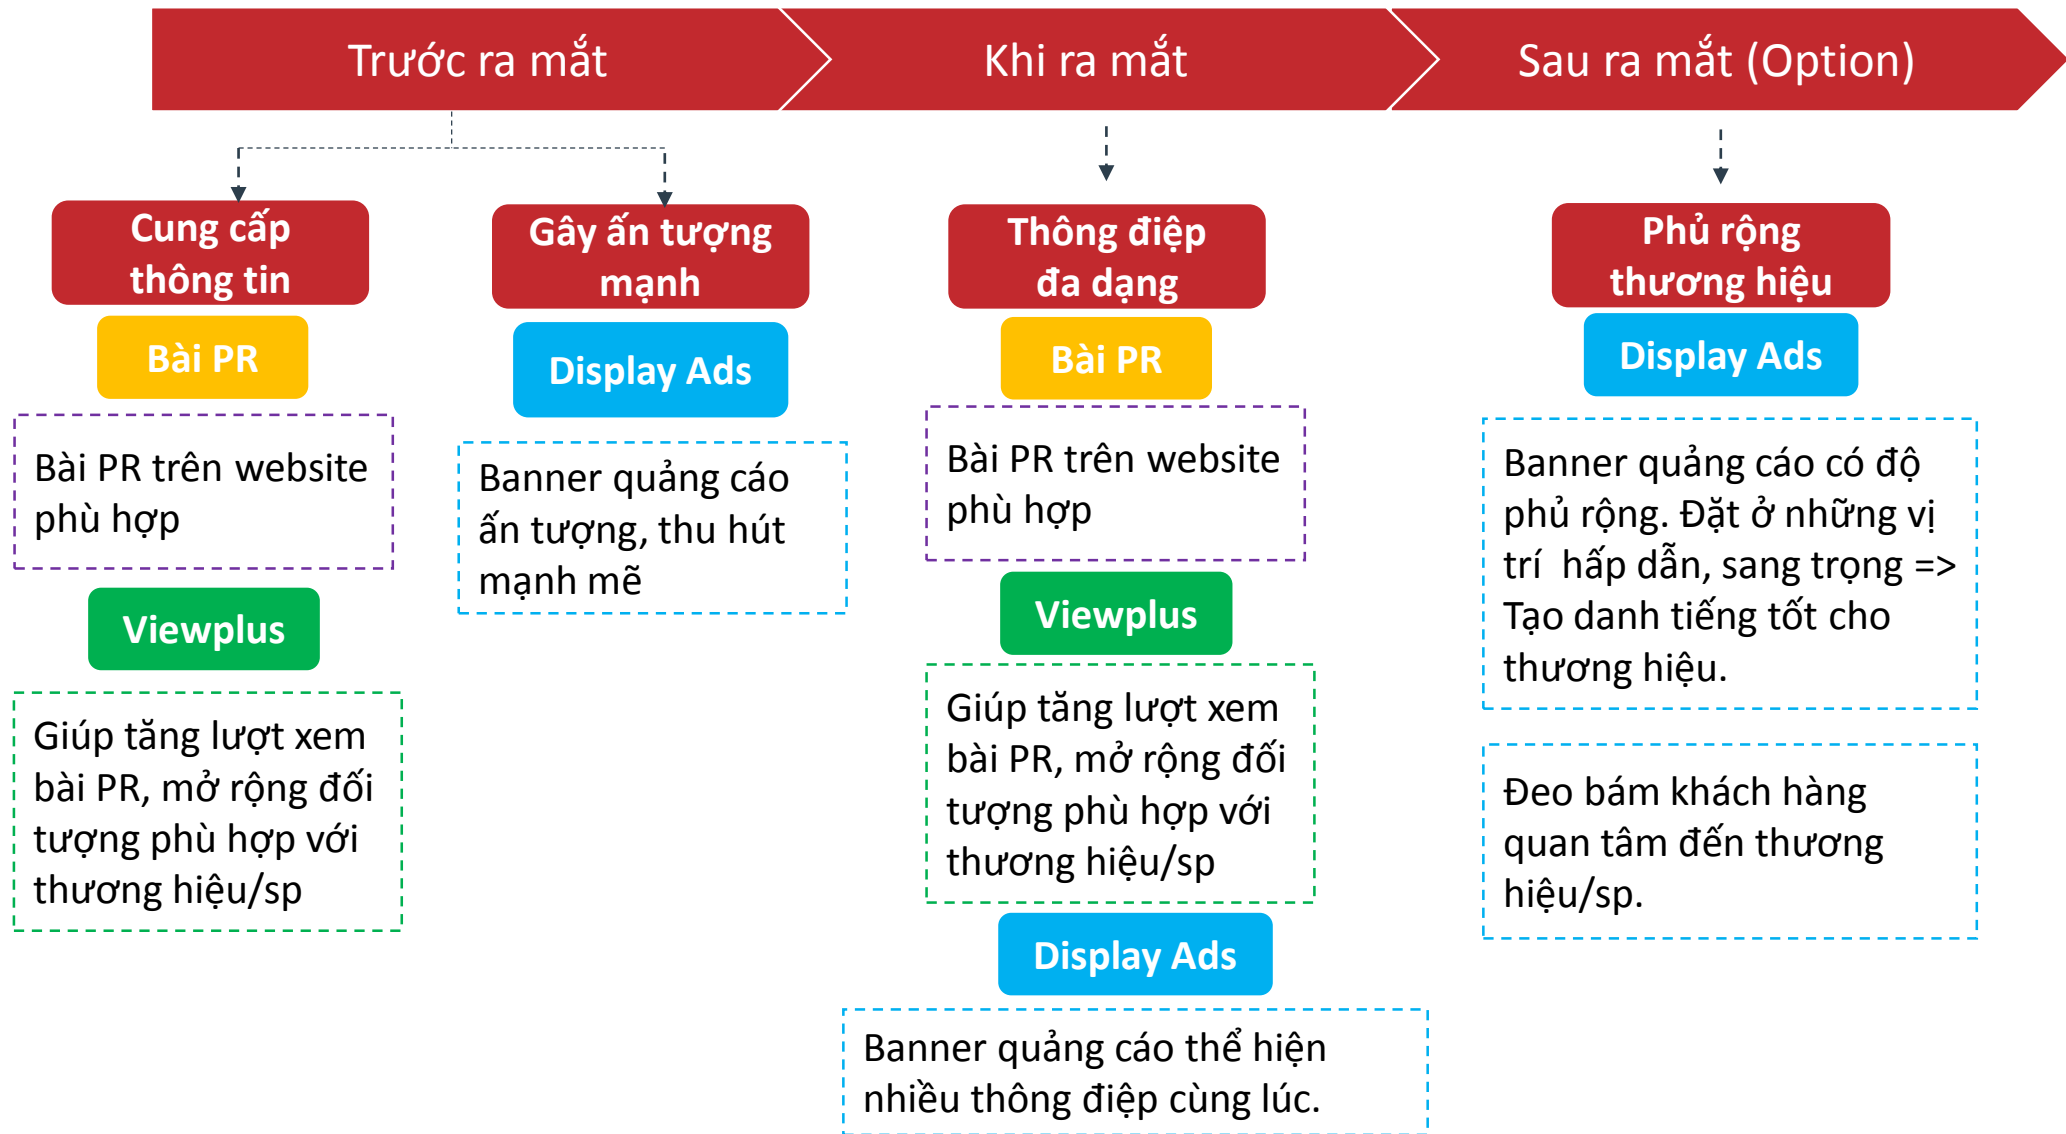 Trước ra mắt
Khi ra mắt
Sau ra mắt (Option)
Cung cấp
thông tin
Bài PR
Bài PR trên website
phù hợp
Viewplus
Giúp tăng lượt xem
bài PR, mở rộng đối
tượng phù hợp với
thương hiệu/sp
Gây ấn tượng
mạnh
Display Ads
Banner quảng cáo
ấn tượng, thu hút
mạnh mẽ
Thông điệp
đa dạng
Bài PR
Bài PR trên website
phù hợp
Viewplus
Giúp tăng lượt xem
bài PR, mở rộng đối
tượng phù hợp với
thương hiệu/sp
Display Ads
Banner quảng cáo thể hiện
nhiều thông điệp cùng lúc.
Phủ rộng
thương hiệu
Display Ads
Banner quảng cáo có độ
phủ rộng. Đặt ở những vị
trí  hấp dẫn, sang trọng =>
Tạo danh tiếng tốt cho
thương hiệu.
Đeo bám khách hàng
quan tâm đến thương
hiệu/sp.